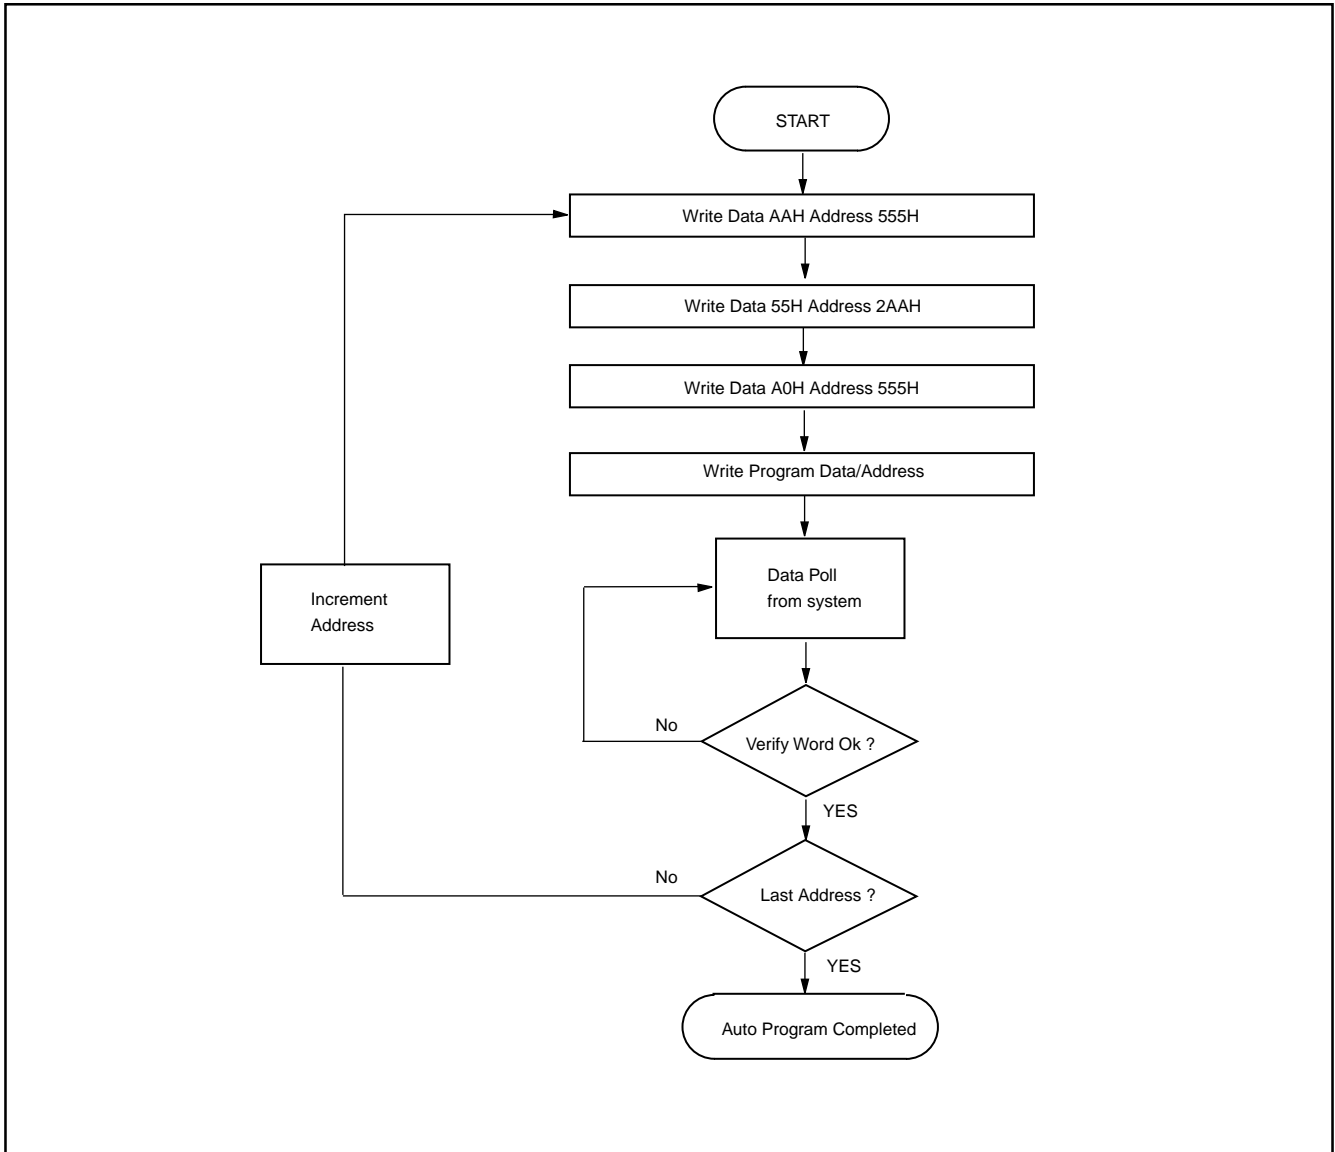 START
Write Data AAH Address 555H
Write Data 55H Address 2AAH
Write Data A0H Address 555H
Write Program Data/Address
Data Poll
from system
Increment
Address
No
Verify Word Ok ?
YES
No
Last Address ?
YES
Auto Program Completed